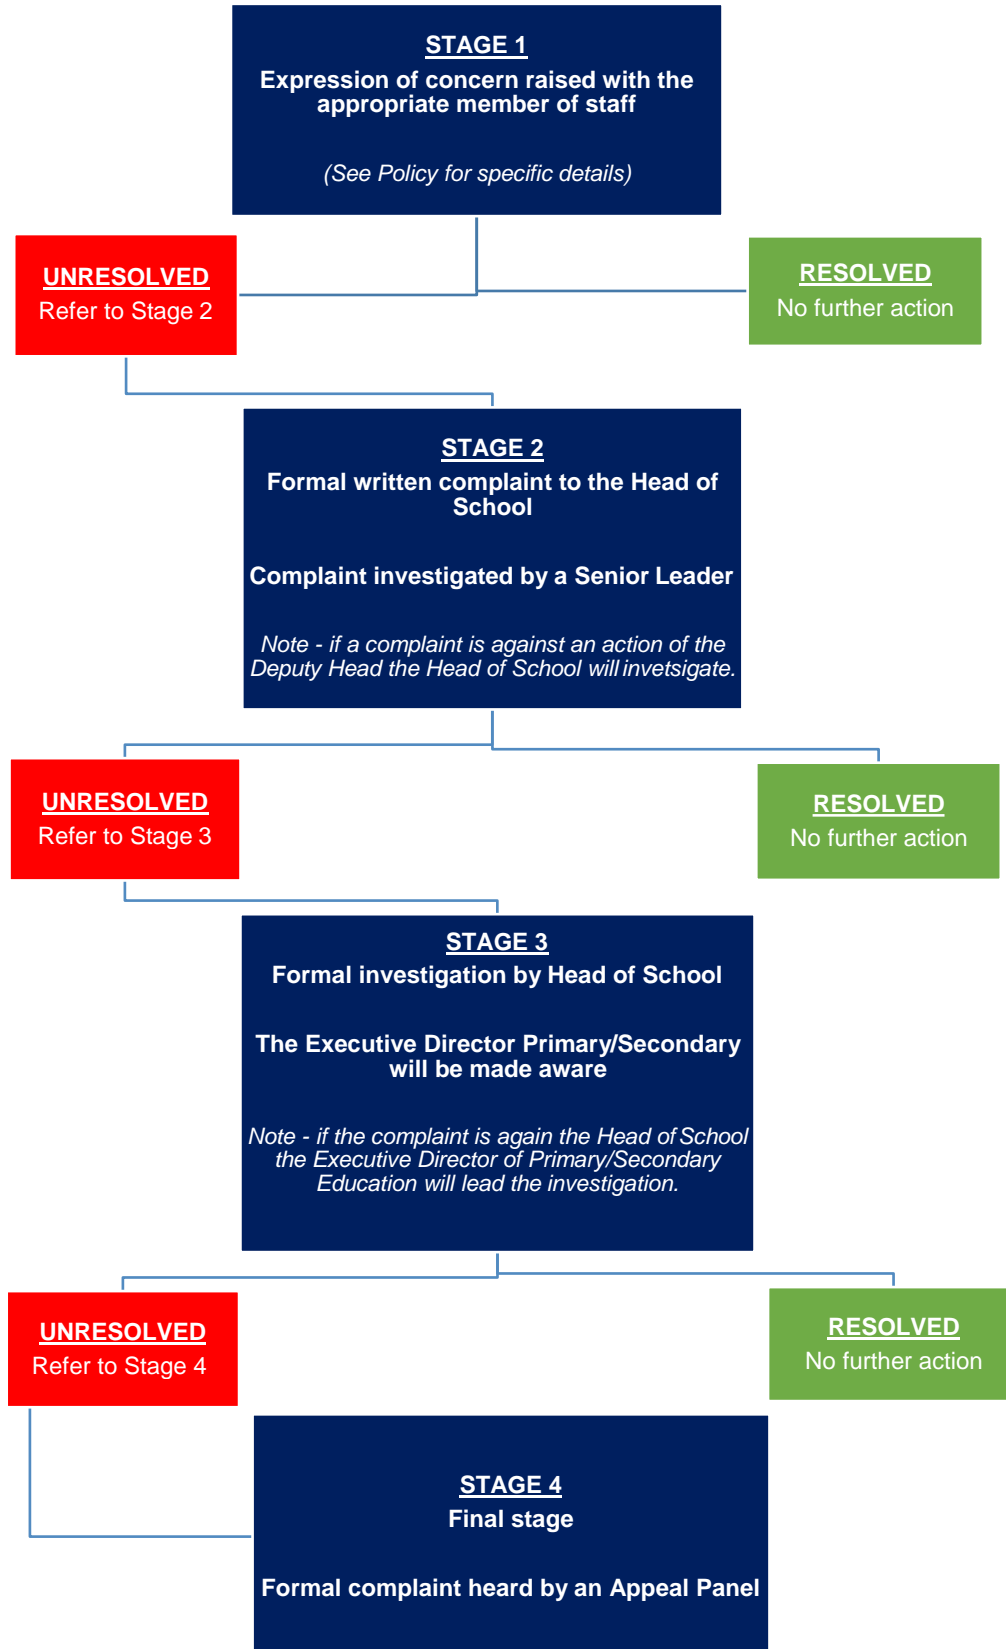 STAGE 1
Expression of concern raised with the
appropriate member of staff
(See Policy for specific details)
UNRESOLVED
Refer to Stage 2
RESOLVED
No further action
STAGE 2
Formal written complaint to the Head of
School
Complaint investigated by a Senior Leader
Note - if a complaint is against an action of the
Deputy Head the Head of School will invetsigate.
UNRESOLVED
Refer to Stage 3
RESOLVED
No further action
STAGE 3
Formal investigation by Head of School
The Executive Director Primary/Secondary
will be made aware
Note - if the complaint is again the Head of School
the Executive Director of Primary/Secondary
Education will lead the investigation.
UNRESOLVED
Refer to Stage 4
RESOLVED
No further action
STAGE 4
Final stage
Formal complaint heard by an Appeal Panel